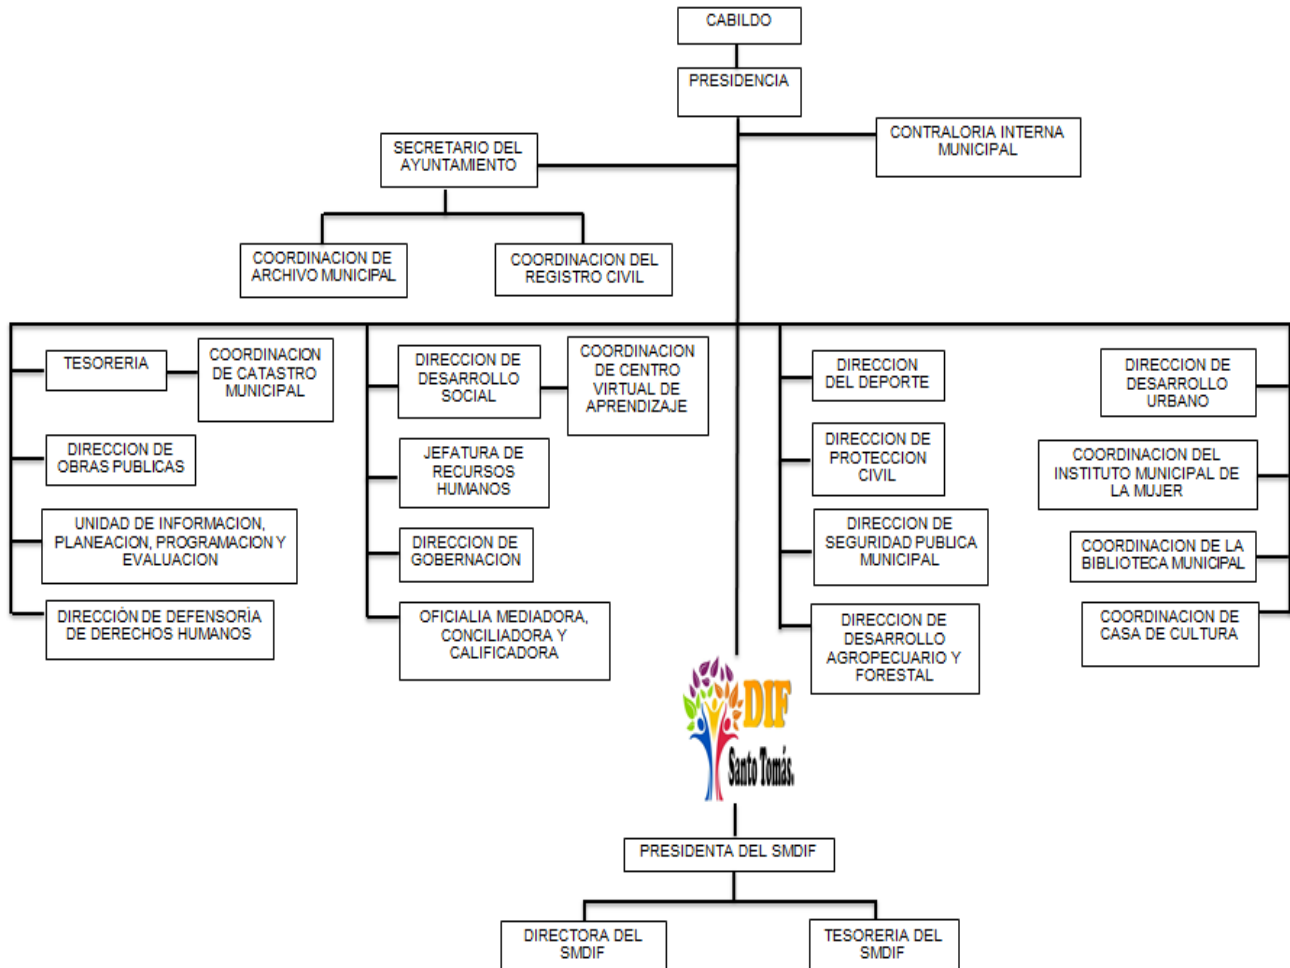 CABILDO
PRESIDENCIA
CONTRALORIA INTERNA
MUNICIPAL
SECRETARIO DEL
AYUNTAMIENTO
COORDINACION DE
ARCHIVO MUNICIPAL
COORDINACION DEL
REGISTRO CIVIL
TESORERIA
COORDINACION
DE CATASTRO
MUNICIPAL
DIRECCION DE
OBRAS PUBLICAS
UNIDAD DE INFORMACION,
PLANEACION, PROGRAMACION Y
EVALUACION
DIRECCIÓN DE DEFENSORÍA
DE DERECHOS HUMANOS
DIRECCION DE
DESARROLLO
SOCIAL
COORDINACION
DE CENTRO
VIRTUAL DE
APRENDIZAJE
JEFATURA DE
RECURSOS
HUMANOS
DIRECCION DE
GOBERNACION
OFICIALIA MEDIADORA,
CONCILIADORA Y
CALIFICADORA
DIRECCION
DEL DEPORTE
DIRECCION DE
PROTECCION
CIVIL
DIRECCION DE
SEGURIDAD PUBLICA
MUNICIPAL
DIRECCION DE
DESARROLLO
AGROPECUARIO Y
FORESTAL
DIRECCION DE
DESARROLLO
URBANO
COORDINACION DEL
INSTITUTO MUNICIPAL DE
LA MUJER
COORDINACION DE LA
BIBLIOTECA MUNICIPAL
COORDINACION DE
CASA DE CULTURA
DIF
Santo Tomás.
PRESIDENTA DEL SMDIF
DIRECTORA DEL
SMDIF
TESORERIA DEL
SMDIF